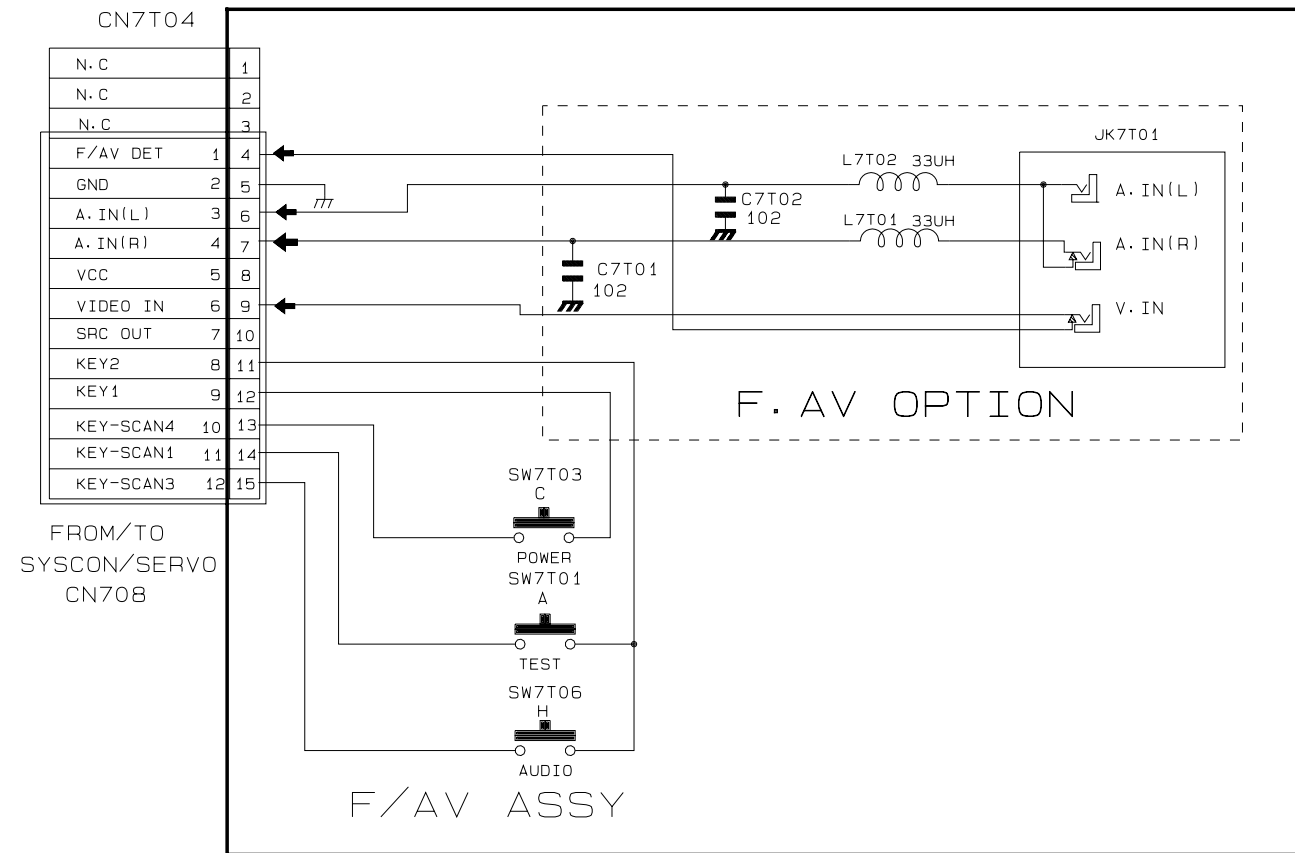 CN7T04
N.C 1
N.C 2
N.C 3
F/AV DET 1 4
GND 2 5
A.IN(L) 3 6
A.IN(R) 4 7
VCC 5 8
VIDEO IN 6 9
SRC OUT 7 10
KEY2 8 11
KEY1 9 12
KEY-SCAN4 10 13
KEY-SCAN1 11 14
KEY-SCAN3 12 15
FROM/TO
SYSCON/SERVO
CN708
JK7T01
L7T02 33UH
A.IN(L)
C7T02
102
L7T01 33UH
A.IN(R)
C7T01
102
V.IN
F.AV OPTION
SW7T03
C
POWER
SW7T01
A
TEST
SW7T06
H
AUDIO
F/AV ASSY